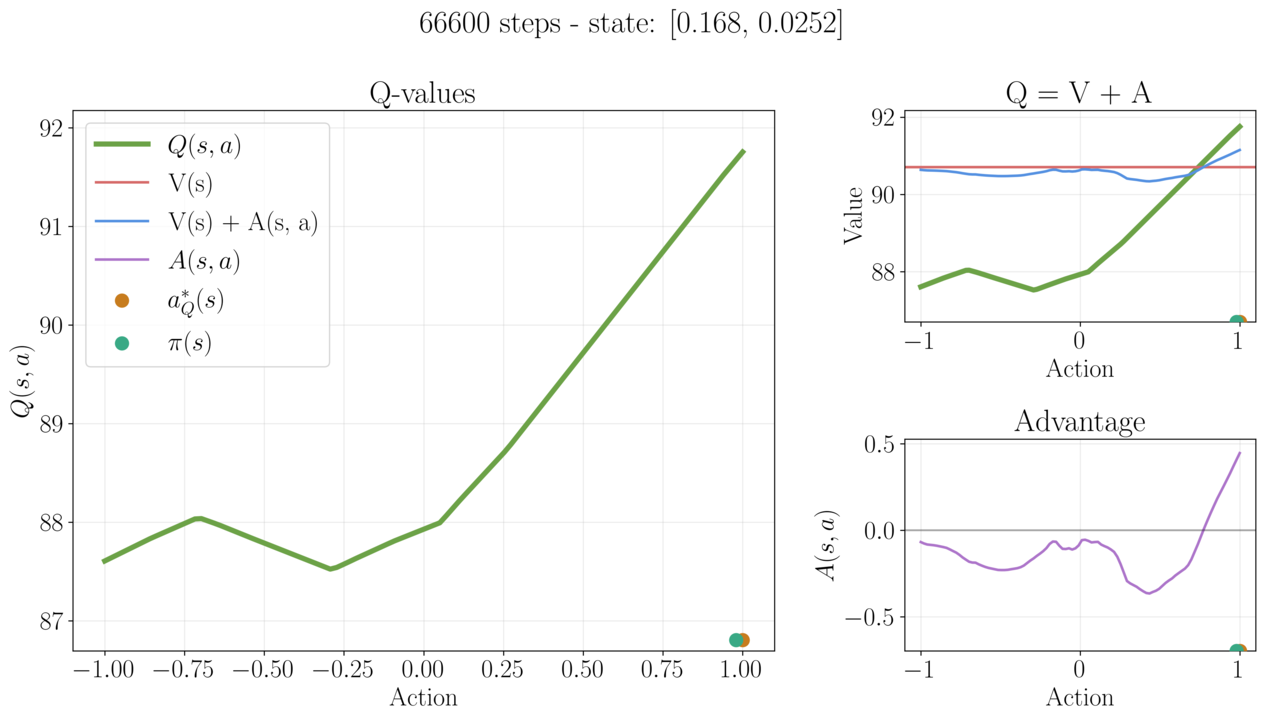 66600 steps - state: [0.168, 0.0252]
Q-values
Q(s, a)
92
91
90
89
88
87
−1.00 −0.75 −0.50 −0.25 0.00 0.25 0.50 0.75 1.00
Action
Q(s, a)
V(s)
V(s) + A(s, a)
A(s, a)
a*Q(s)
π(s)
Q = V + A
Value
92
90
88
−1 0 1
Action
Advantage
A(s, a)
0.5
0.0
−0.5
−1 0 1
Action